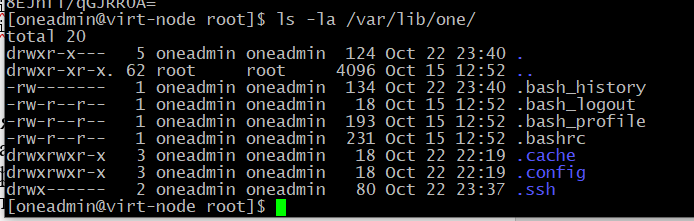 8EJhIT/qGJRR0A=
[oneadmin@virt-node root]$ ls -la /var/lib/one/
total 20
drwxr-x--- 5 oneadmin oneadmin 124 Oct 22 23:40 .
drwxr-xr-x. 62 root root 4096 Oct 15 12:52 ..
-rw------- 1 oneadmin oneadmin 134 Oct 22 23:40 .bash_history
-rw-r--r-- 1 oneadmin oneadmin 18 Oct 15 12:52 .bash_logout
-rw-r--r-- 1 oneadmin oneadmin 193 Oct 15 12:52 .bash_profile
-rw-r--r-- 1 oneadmin oneadmin 231 Oct 15 12:52 .bashrc
drwxrwxr-x 3 oneadmin oneadmin 18 Oct 22 22:19 .cache
drwxrwxr-x 3 oneadmin oneadmin 18 Oct 22 22:19 .config
drwx------ 2 oneadmin oneadmin 80 Oct 22 23:37 .ssh
[oneadmin@virt-node root]$